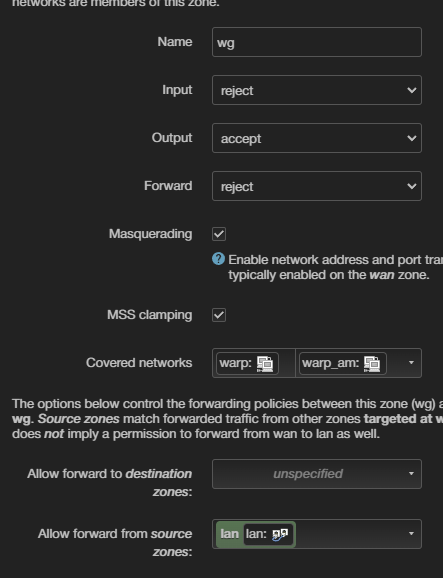 networks are members of this zone.
Name
wg
Input
reject
Output
accept
Forward
reject
Masquerading
Enable network address and port tran
typically enabled on the wan zone.
MSS clamping
Covered networks
warp:
warp_am:
The options below control the forwarding policies between this zone (wg) a
wg. Source zones match forwarded traffic from other zones targeted at w
does not imply a permission to forward from wan to lan as well.
Allow forward to destination
zones:
unspecified
Allow forward from source
zones:
lan lan: